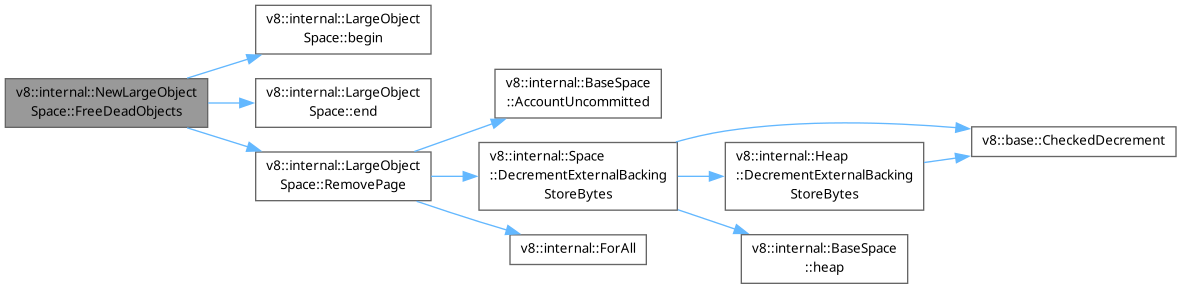 v8::internal::LargeObject
Space::begin
v8::internal::NewLargeObject
Space::FreeDeadObjects
v8::internal::LargeObject
Space::end
v8::internal::LargeObject
Space::RemovePage
v8::internal::BaseSpace
::AccountUncommitted
v8::internal::Space
::DecrementExternalBacking
StoreBytes
v8::internal::ForAll
v8::internal::Heap
::DecrementExternalBacking
StoreBytes
v8::internal::BaseSpace
::heap
v8::base::CheckedDecrement